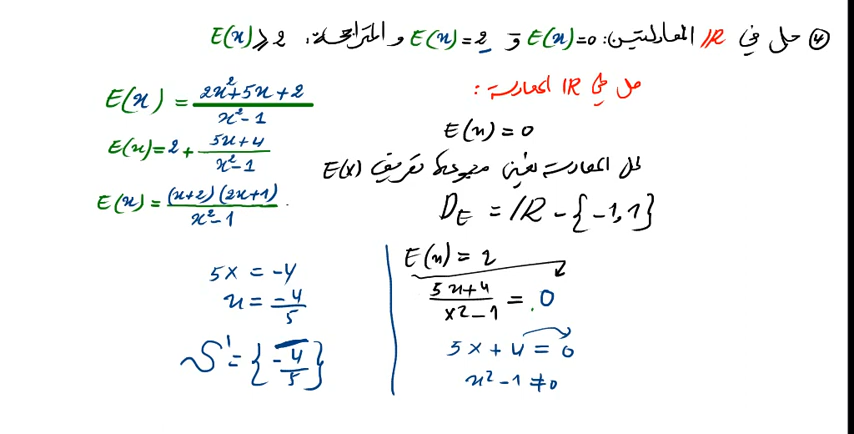 ④ حل في IR المعادلتين: E(x)=0 و E(x)=2 و المتراجحة: E(x)⩾2
حل في IR المعادلة:
E(x) = (2x²+5x+2)/(x²-1)
E(x) = 0
E(x)=2+ (5x+4)/(x²-1)
لحل المعادلة نعين مجموعة تعريف E(x)
E(x) = (x+2)(2x+1)/(x²-1)
D_E = IR - {-1,1}
E(x) = 2
(5x+4)/(x²-1) = 0
5x + 4 = 0
x² - 1 ≠ 0
5x = -4
x = -4/5
S' = {-4/5}